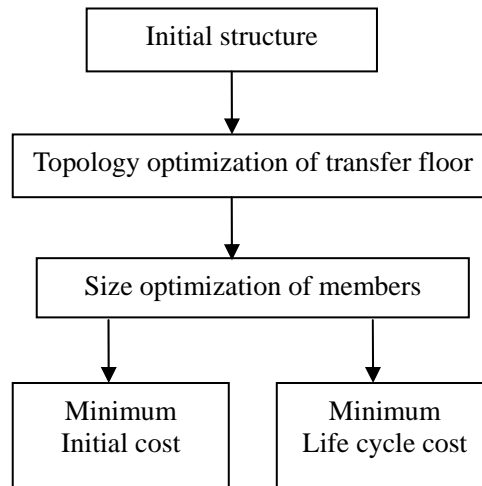 Initial structure
Topology optimization of transfer floor
Size optimization of members
Minimum
Initial cost
Minimum
Life cycle cost